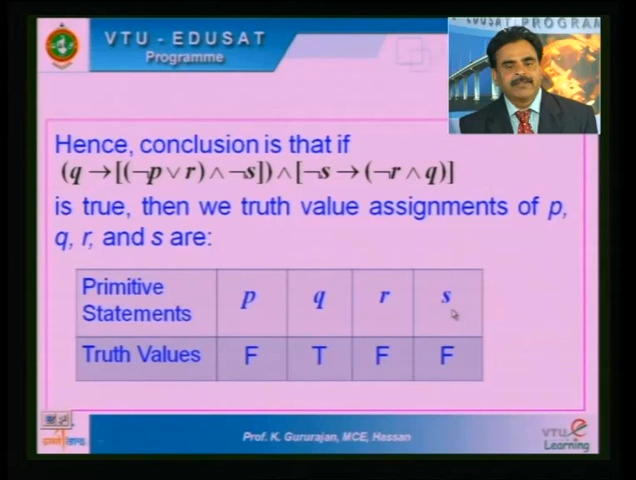 VTU - EDUSAT
Programme
EDUSAT PROGRAM
Hence, conclusion is that if
(q→[(¬p∨r)∧¬s])∧[¬s→(¬r∧q)]
is true, then we truth value assignments of p,
q, r, and s are:
Primitive Statements p q r s
Truth Values F T F F
Prof. K. Gururajan, MCE, Hassan
VTU e
Learning